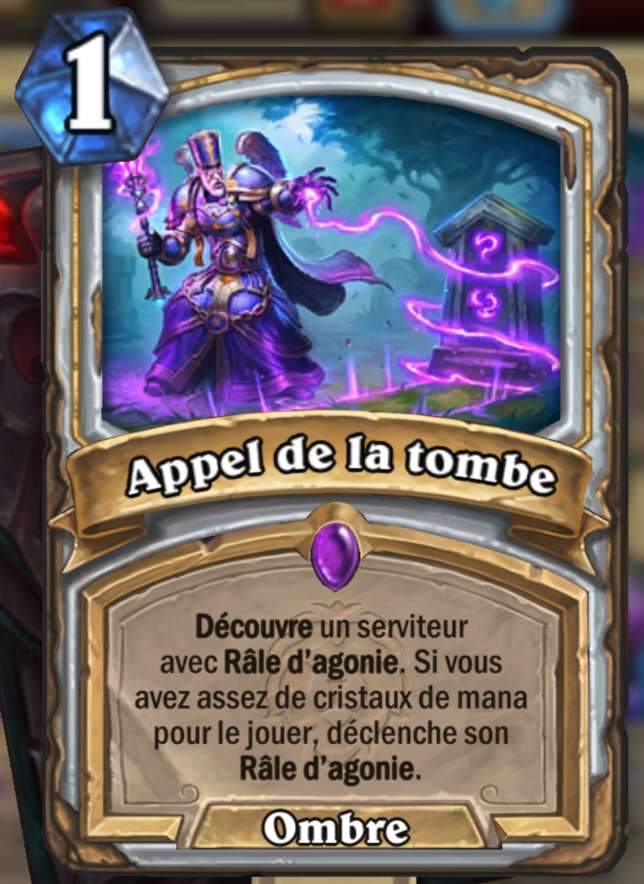 1
Appel de la tombe
Découvre un serviteur
avec Râle d'agonie. Si vous
avez assez de cristaux de mana
pour le jouer, déclenche son
Râle d'agonie.
Ombre